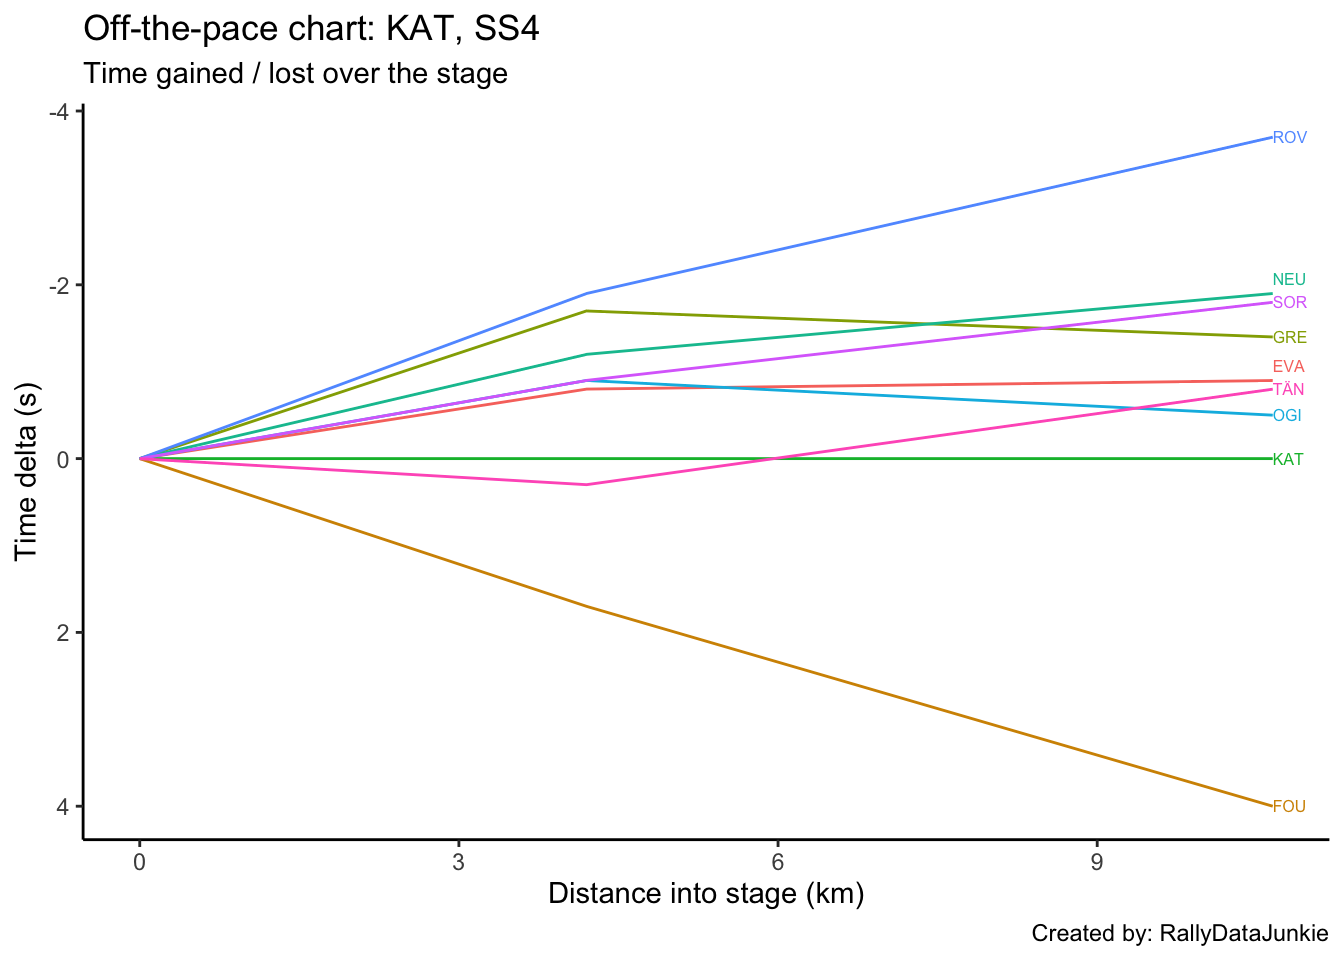 Off-the-pace chart: KAT, SS4
Time gained / lost over the stage
-4
-2
0
2
4
Time delta (s)
ROV
NEU
SOR
GRE
EVA
TÄN
OGI
KAT
FOU
0 3 6 9
Distance into stage (km)
Created by: RallyDataJunkie